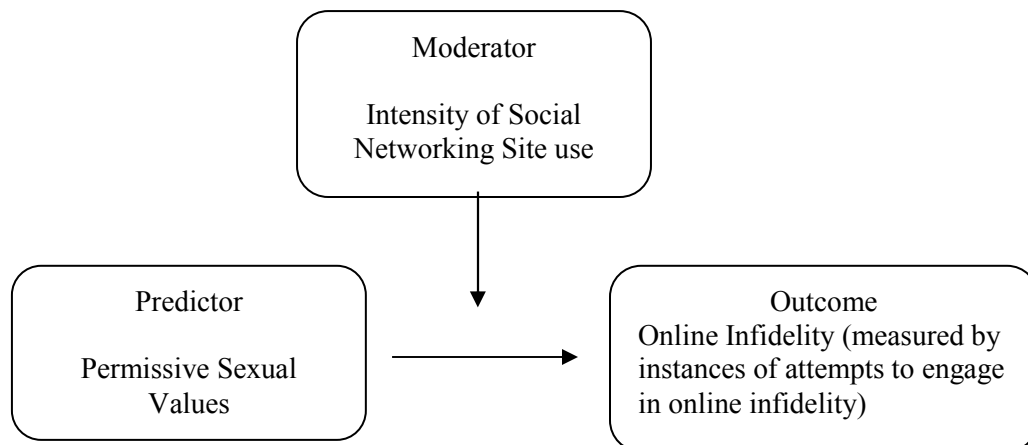 Moderator
Intensity of Social
Networking Site use
Predictor
Permissive Sexual
Values
Outcome
Online Infidelity (measured by
instances of attempts to engage
in online infidelity)